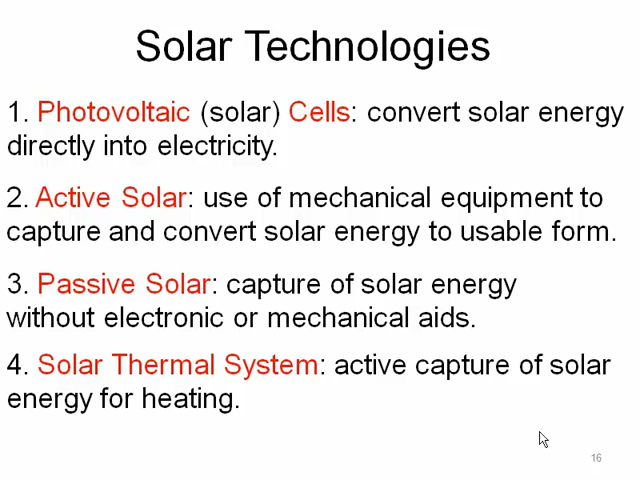 Solar Technologies
1. Photovoltaic (solar) Cells: convert solar energy
directly into electricity.
2. Active Solar: use of mechanical equipment to
capture and convert solar energy to usable form.
3. Passive Solar: capture of solar energy
without electronic or mechanical aids.
4. Solar Thermal System: active capture of solar
energy for heating.
16